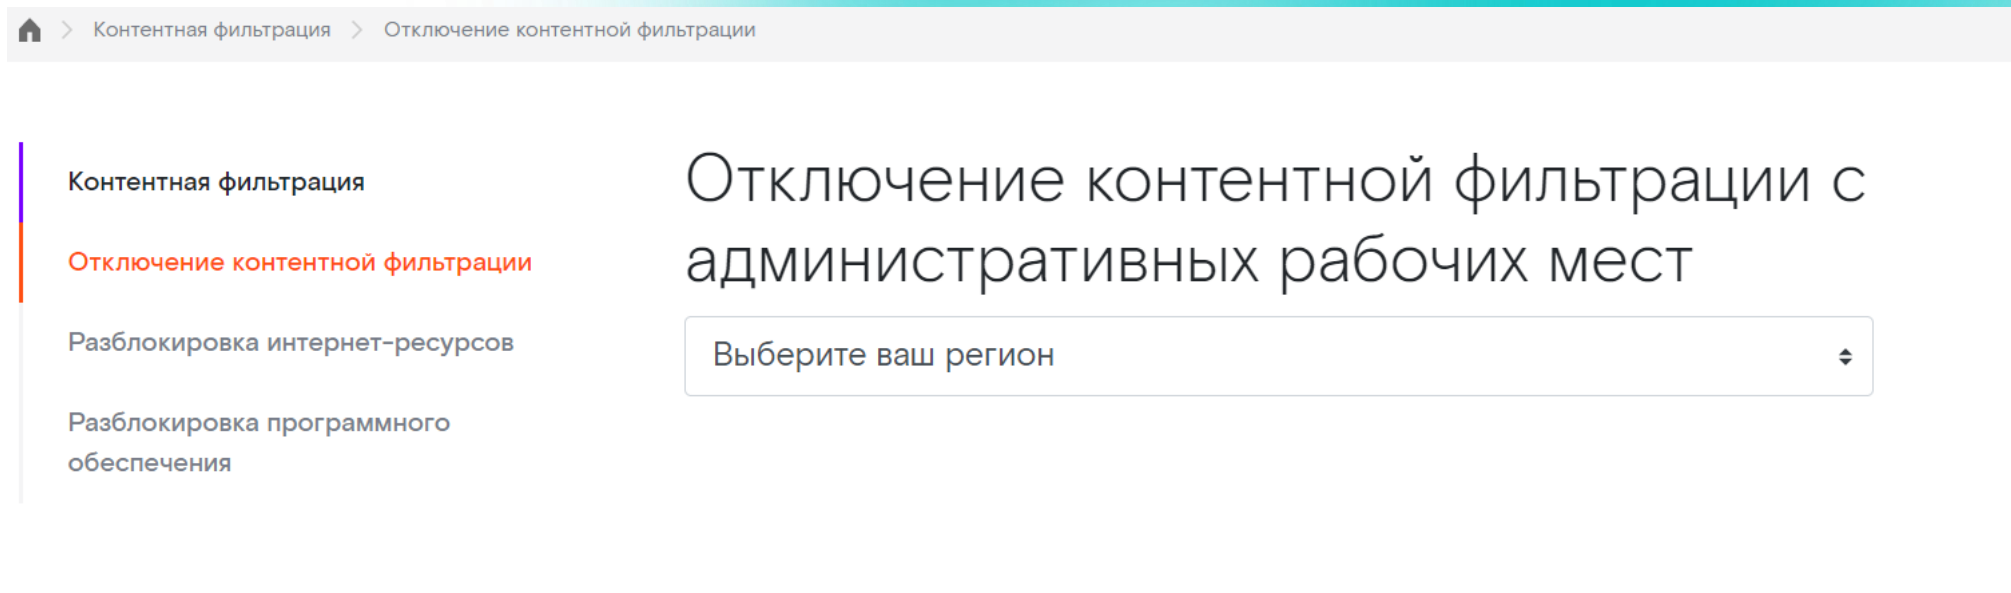 Контентная фильтрация
Отключение контентной фильтрации
Контентная фильтрация
Отключение контентной фильтрации
Разблокировка интернет-ресурсов
Разблокировка программного
обеспечения
Отключение контентной фильтрации с
административных рабочих мест
Выберите ваш регион